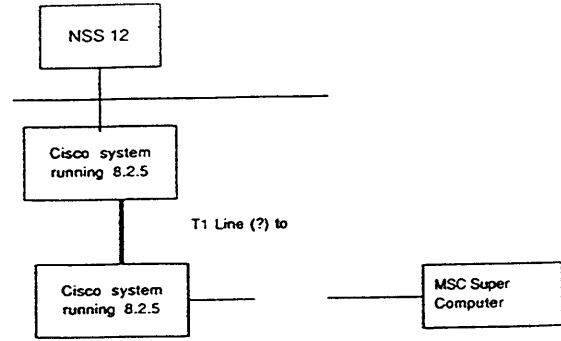 NSS 12
Cisco system
running 8.2.5
T1 Line (?) to
Cisco system
running 8.2.5
MSC Super
Computer